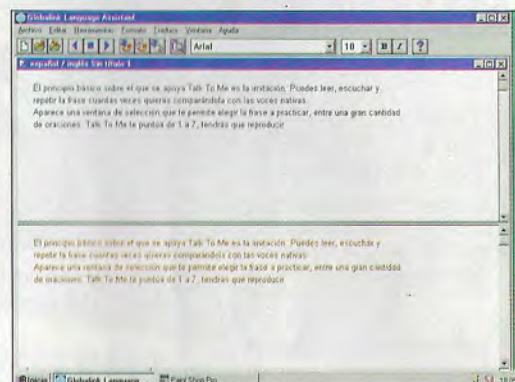 Globalink Language Assistant
Archivo Editar Herramientas Formato Traducir Ventana Ayuda
Arial 10 N I ?
español / inglés Sin título 1
El principio básico sobre el que se apoya Talk To Me es la imitación. Puedes leer, escuchar y
repetir la frase cuantas veces quieras comparándola con las voces nativas.
Aparece una ventana de selección que te permite elegir la frase a practicar, entre una gran cantidad
de oraciones. Talk To Me te puntúa de 1 a 7, tendrás que reproducir
El principio básico sobre el que se apoya Talk To Me es la imitación. Puedes leer, escuchar y
repetir la frase cuantas veces quieras comparándola con las voces nativas.
Aparece una ventana de selección que te permite elegir la frase a practicar, entre una gran cantidad
de oraciones. Talk To Me te puntúa de 1 a 7, tendrás que reproducir
Inicio Globalink Language Paint Shop Pro